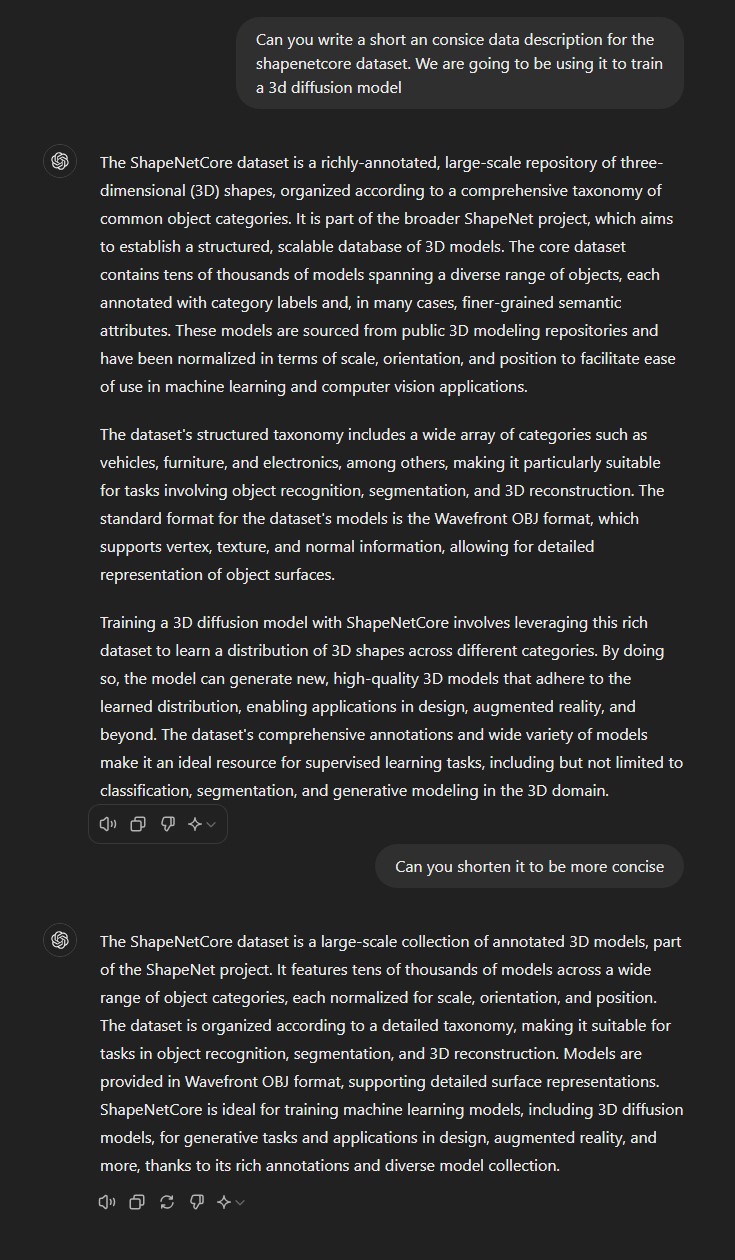 Can you write a short an consice data description for the
shapenetcore dataset. We are going to be using it to train
a 3d diffusion model
The ShapeNetCore dataset is a richly-annotated, large-scale repository of three-
dimensional (3D) shapes, organized according to a comprehensive taxonomy of
common object categories. It is part of the broader ShapeNet project, which aims
to establish a structured, scalable database of 3D models. The core dataset
contains tens of thousands of models spanning a diverse range of objects, each
annotated with category labels and, in many cases, finer-grained semantic
attributes. These models are sourced from public 3D modeling repositories and
have been normalized in terms of scale, orientation, and position to facilitate ease
of use in machine learning and computer vision applications.
The dataset's structured taxonomy includes a wide array of categories such as
vehicles, furniture, and electronics, among others, making it particularly suitable
for tasks involving object recognition, segmentation, and 3D reconstruction. The
standard format for the dataset's models is the Wavefront OBJ format, which
supports vertex, texture, and normal information, allowing for detailed
representation of object surfaces.
Training a 3D diffusion model with ShapeNetCore involves leveraging this rich
dataset to learn a distribution of 3D shapes across different categories. By doing
so, the model can generate new, high-quality 3D models that adhere to the
learned distribution, enabling applications in design, augmented reality, and
beyond. The dataset's comprehensive annotations and wide variety of models
make it an ideal resource for supervised learning tasks, including but not limited to
classification, segmentation, and generative modeling in the 3D domain.
Can you shorten it to be more concise
The ShapeNetCore dataset is a large-scale collection of annotated 3D models, part
of the ShapeNet project. It features tens of thousands of models across a wide
range of object categories, each normalized for scale, orientation, and position.
The dataset is organized according to a detailed taxonomy, making it suitable for
tasks in object recognition, segmentation, and 3D reconstruction. Models are
provided in Wavefront OBJ format, supporting detailed surface representations.
ShapeNetCore is ideal for training machine learning models, including 3D diffusion
models, for generative tasks and applications in design, augmented reality, and
more, thanks to its rich annotations and diverse model collection.